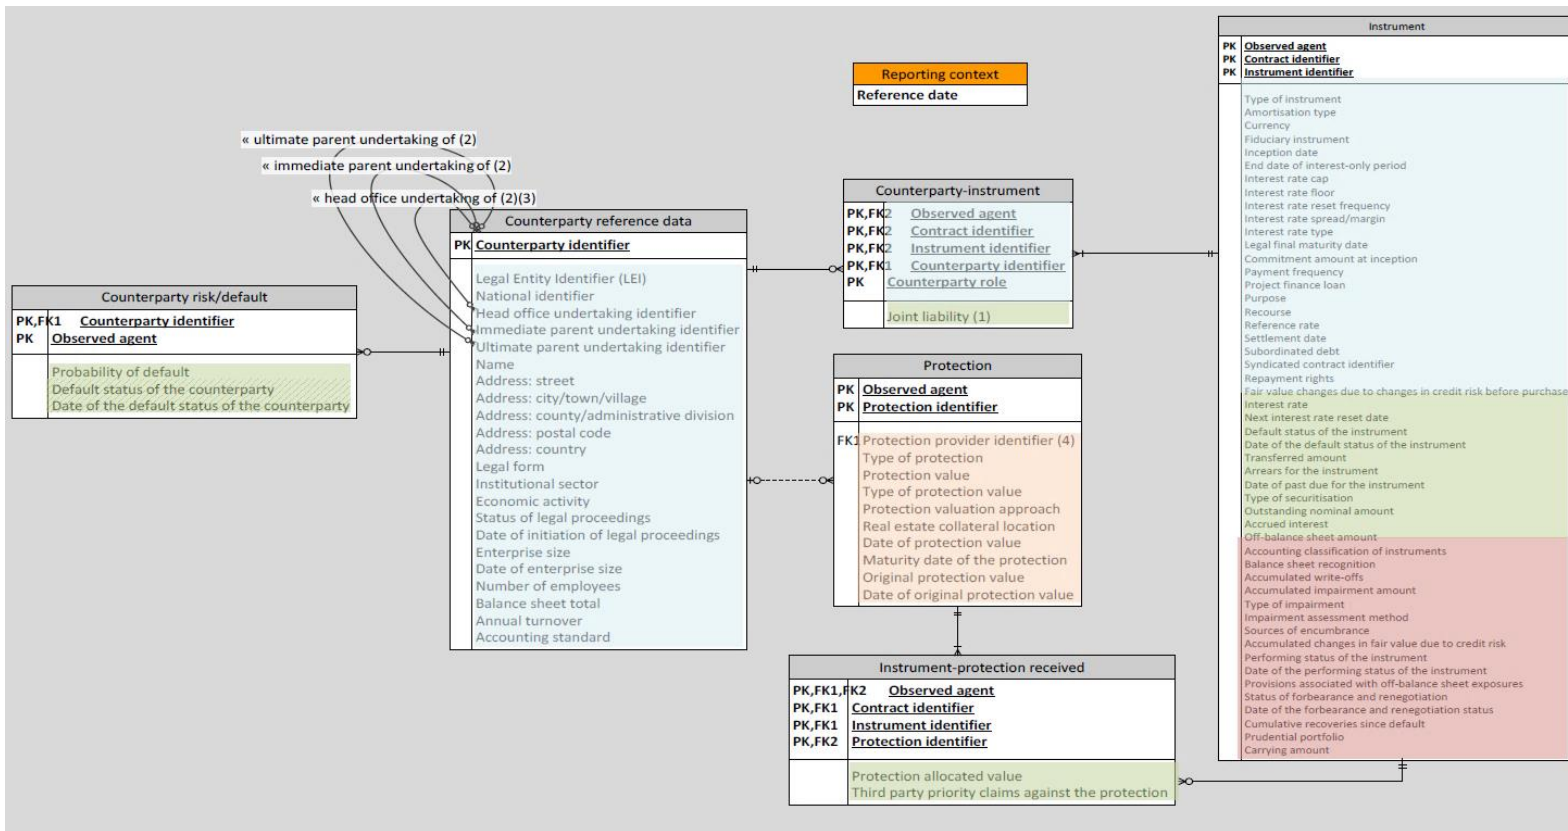 Instrument
PK Observed agent
PK Contract identifier
PK Instrument identifier
Type of instrument
Amortisation type
Currency
Fiduciary instrument
Inception date
End date of interest-only period
Interest rate cap
Interest rate floor
Interest rate reset frequency
Interest rate spread/margin
Interest rate type
Legal final maturity date
Commitment amount at inception
Payment frequency
Project finance loan
Purpose
Recourse
Reference rate
Settlement date
Subordinated debt
Syndicated contract identifier
Repayment rights
Fair value changes due to changes in credit risk before purchase
Interest rate
Next interest rate reset date
Default status of the instrument
Date of the default status of the instrument
Transferred amount
Arrears for the instrument
Date of past due for the instrument
Type of securitisation
Outstanding nominal amount
Accrued interest
Off-balance sheet amount
Accounting classification of instruments
Balance sheet recognition
Accumulated write-offs
Accumulated impairment amount
Type of impairment
Impairment assessment method
Sources of encumbrance
Accumulated changes in fair value due to credit risk
Performing status of the instrument
Date of the performing status of the instrument
Provisions associated with off-balance sheet exposures
Status of forbearance and renegotiation
Date of the forbearance and renegotiation status
Cumulative recoveries since default
Prudential portfolio
Carrying amount
Reporting context
Reference date
« ultimate parent undertaking of (2)
« immediate parent undertaking of (2)
« head office undertaking of (2)(3)
Counterparty-instrument
PK,FK2 Observed agent
PK,FK2 Contract identifier
PK,FK2 Instrument identifier
PK,FK1 Counterparty identifier
PK Counterparty role
Joint liability (1)
Counterparty reference data
PK Counterparty identifier
Legal Entity Identifier (LEI)
National identifier
Head office undertaking identifier
Immediate parent undertaking identifier
Ultimate parent undertaking identifier
Name
Address: street
Address: city/town/village
Address: county/administrative division
Address: postal code
Address: country
Legal form
Institutional sector
Economic activity
Status of legal proceedings
Date of initiation of legal proceedings
Enterprise size
Date of enterprise size
Number of employees
Balance sheet total
Annual turnover
Accounting standard
Counterparty risk/default
PK,FK1 Counterparty identifier
PK Observed agent
Probability of default
Default status of the counterparty
Date of the default status of the counterparty
Protection
PK Observed agent
PK Protection identifier
FK1 Protection provider identifier (4)
Type of protection
Protection value
Type of protection value
Protection valuation approach
Real estate collateral location
Date of protection value
Maturity date of the protection
Original protection value
Date of original protection value
Instrument-protection received
PK,FK1,FK2 Observed agent
PK,FK1 Contract identifier
PK,FK1 Instrument identifier
PK,FK2 Protection identifier
Protection allocated value
Third party priority claims against the protection